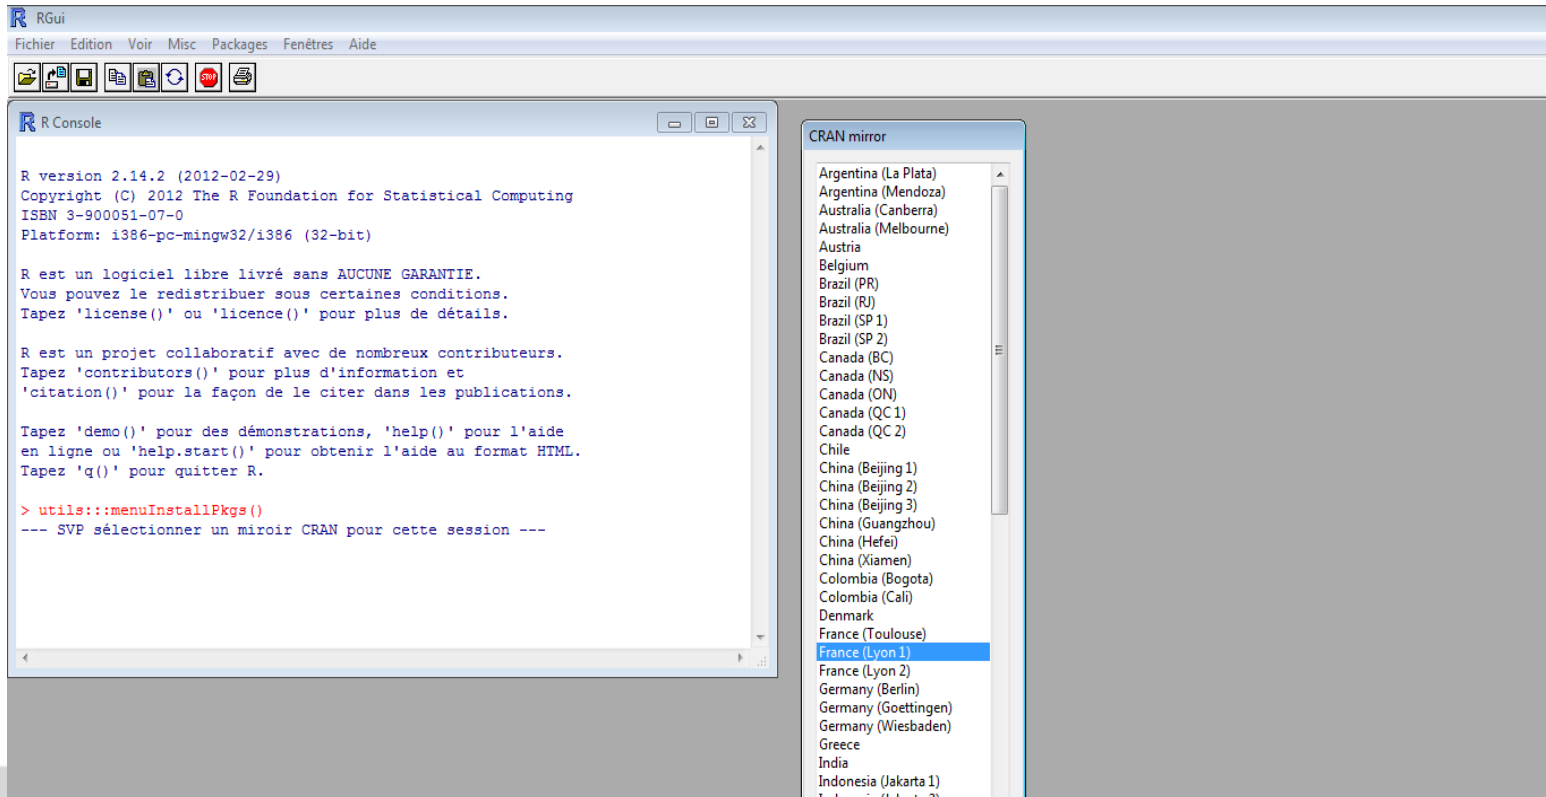 RGui
Fichier Edition Voir Misc Packages Fenêtres Aide
STOP
R Console
R version 2.14.2 (2012-02-29)
Copyright (C) 2012 The R Foundation for Statistical Computing
ISBN 3-900051-07-0
Platform: i386-pc-mingw32/i386 (32-bit)
R est un logiciel libre livré sans AUCUNE GARANTIE.
Vous pouvez le redistribuer sous certaines conditions.
Tapez 'license()' ou 'licence()' pour plus de détails.
R est un projet collaboratif avec de nombreux contributeurs.
Tapez 'contributors()' pour plus d'information et
'citation()' pour la façon de le citer dans les publications.
Tapez 'demo()' pour des démonstrations, 'help()' pour l'aide
en ligne ou 'help.start()' pour obtenir l'aide au format HTML.
Tapez 'q()' pour quitter R.
> utils:::menuInstallPkgs()
--- SVP sélectionner un miroir CRAN pour cette session ---
CRAN mirror
Argentina (La Plata)
Argentina (Mendoza)
Australia (Canberra)
Australia (Melbourne)
Austria
Belgium
Brazil (PR)
Brazil (RJ)
Brazil (SP 1)
Brazil (SP 2)
Canada (BC)
Canada (NS)
Canada (ON)
Canada (QC 1)
Canada (QC 2)
Chile
China (Beijing 1)
China (Beijing 2)
China (Beijing 3)
China (Guangzhou)
China (Hefei)
China (Xiamen)
Colombia (Bogota)
Colombia (Cali)
Denmark
France (Toulouse)
France (Lyon 1)
France (Lyon 2)
Germany (Berlin)
Germany (Goettingen)
Germany (Wiesbaden)
Greece
India
Indonesia (Jakarta 1)